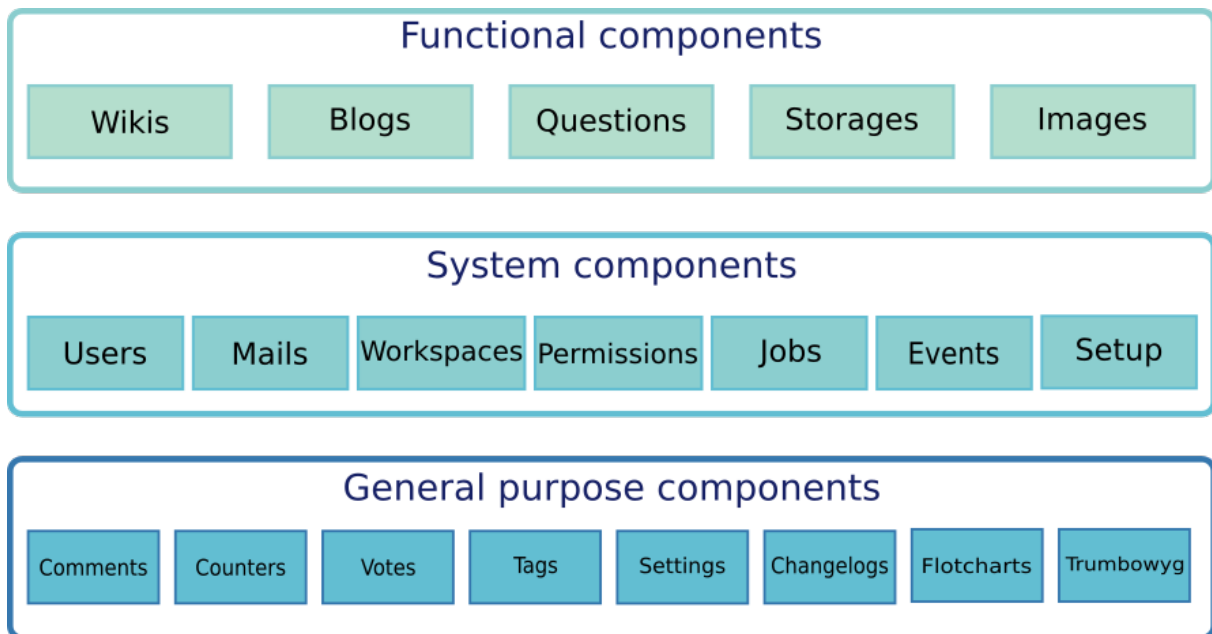 Functional components
Wikis
Blogs
Questions
Storages
Images
System components
Users
Mails
Workspaces
Permissions
Jobs
Events
Setup
General purpose components
Comments
Counters
Votes
Tags
Settings
Changelogs
Flotcharts
Trumbowyg